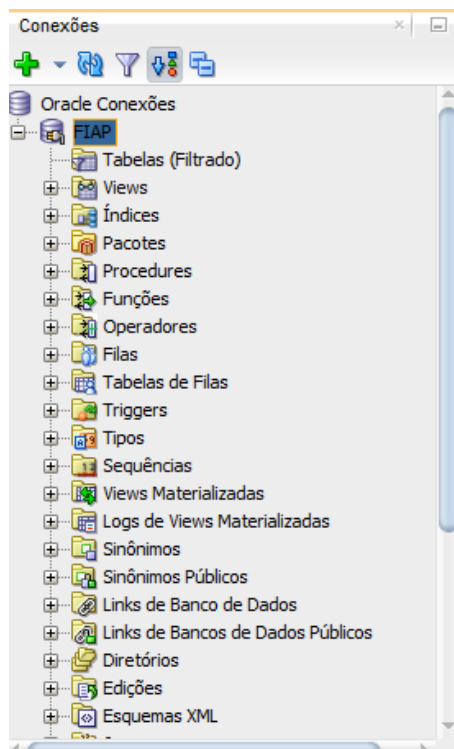 Conexões
Oracle Conexões
FIAP
Tabelas (Filtrado)
Views
Índices
Pacotes
Procedures
Funções
Operadores
Filas
Tabelas de Filas
Triggers
Tipos
Sequências
Views Materializadas
Logs de Views Materializadas
Sinônimos
Sinônimos Públicos
Links de Banco de Dados
Links de Bancos de Dados Públicos
Diretórios
Edições
Esquemas XML